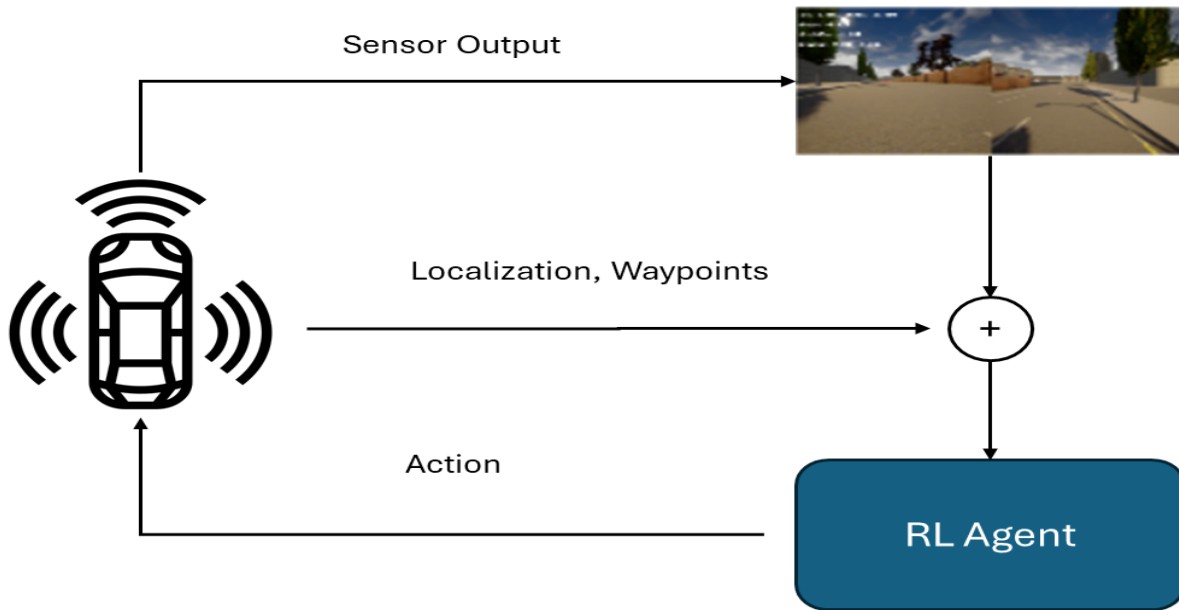 Sensor Output
Localization, Waypoints
+
Action
RL Agent